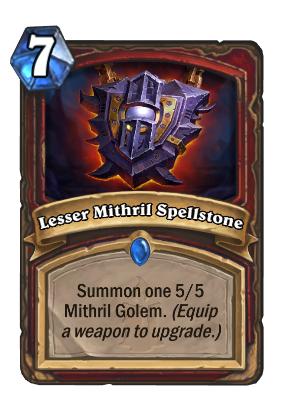 7
Lesser Mithril Spellstone
Summon one 5/5
Mithril Golem. (Equip
a weapon to upgrade.)